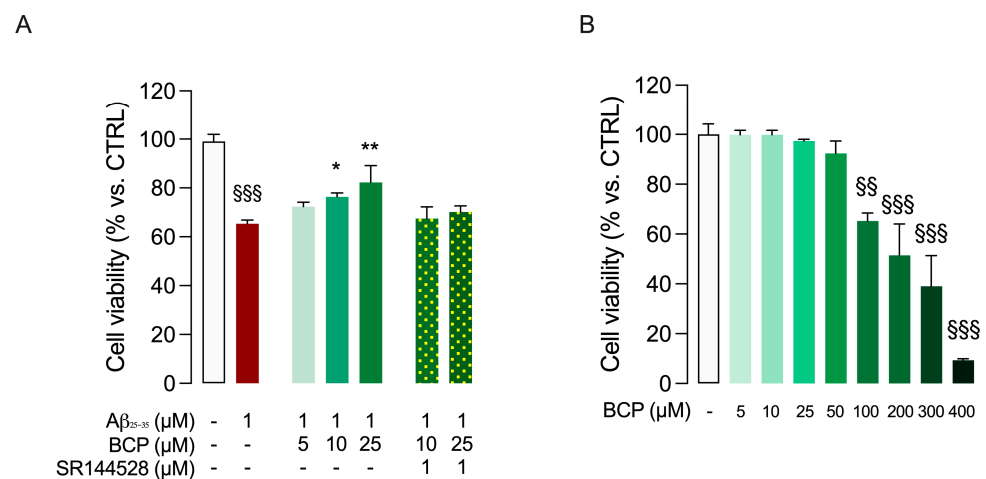 A
B
Cell viability (% vs. CTRL)
120
100
80
60
40
20
0
§§§
*
**
Aβ25-35 (µM) - 1 1 1 1 1 1
BCP (µM) - - 5 10 25 10 25
SR144528 (µM) - - - - - 1 1
Cell viability (% vs. CTRL)
120
100
80
60
40
20
0
§§
§§§
§§§
§§§
BCP (µM) - 5 10 25 50 100 200 300 400